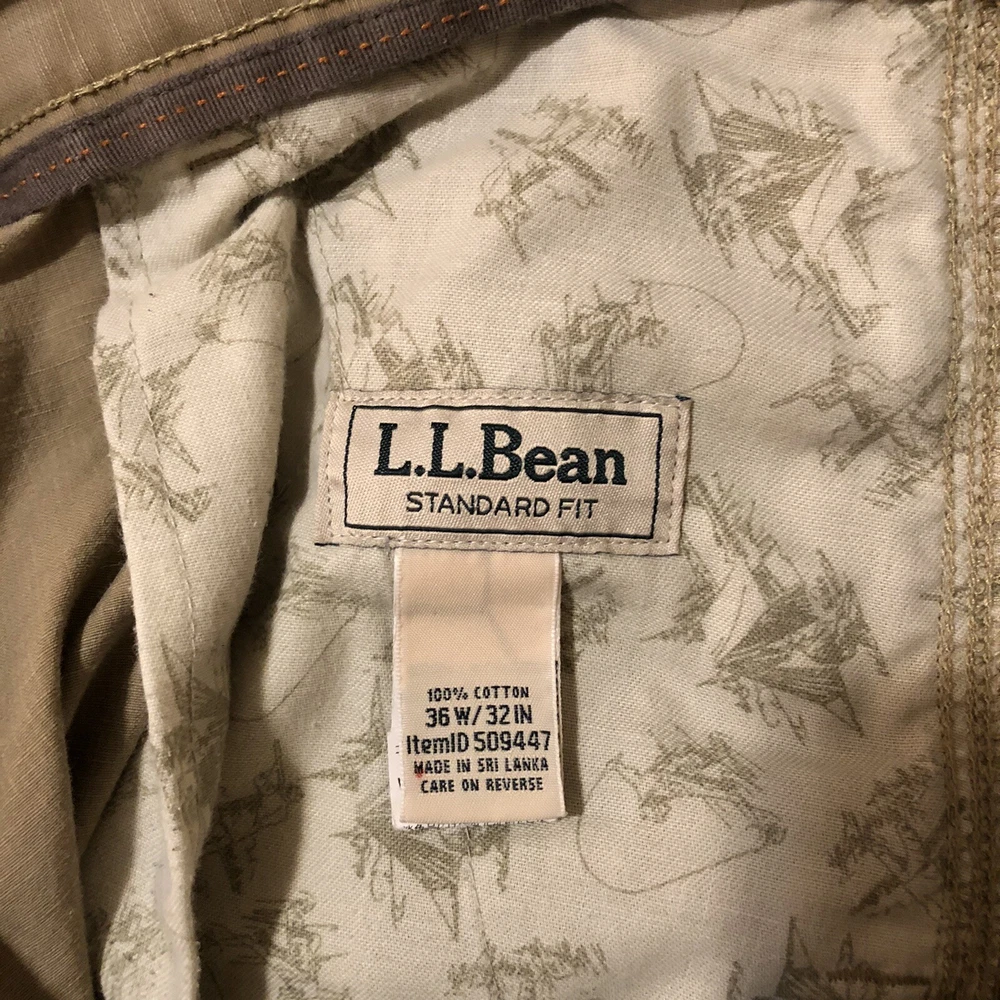 L.L.Bean
STANDARD FIT
100% COTTON
36 W/ 32 IN
ItemID 509447
MADE IN SRI LANKA
CARE ON REVERSE